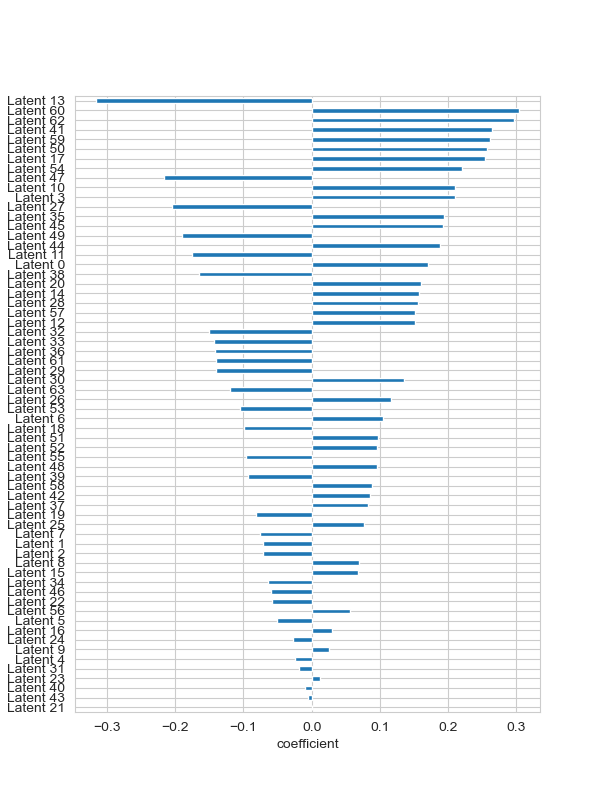 Latent 13
Latent 60
Latent 62
Latent 41
Latent 59
Latent 50
Latent 17
Latent 54
Latent 47
Latent 10
Latent 3
Latent 27
Latent 35
Latent 45
Latent 49
Latent 44
Latent 11
Latent 0
Latent 38
Latent 20
Latent 14
Latent 28
Latent 57
Latent 12
Latent 32
Latent 33
Latent 36
Latent 61
Latent 29
Latent 30
Latent 63
Latent 26
Latent 53
Latent 6
Latent 18
Latent 51
Latent 52
Latent 55
Latent 48
Latent 39
Latent 58
Latent 42
Latent 37
Latent 19
Latent 25
Latent 7
Latent 1
Latent 2
Latent 8
Latent 15
Latent 34
Latent 46
Latent 22
Latent 56
Latent 5
Latent 16
Latent 24
Latent 9
Latent 4
Latent 31
Latent 23
Latent 40
Latent 43
Latent 21
−0.3 −0.2 −0.1 0.0 0.1 0.2 0.3
coefficient